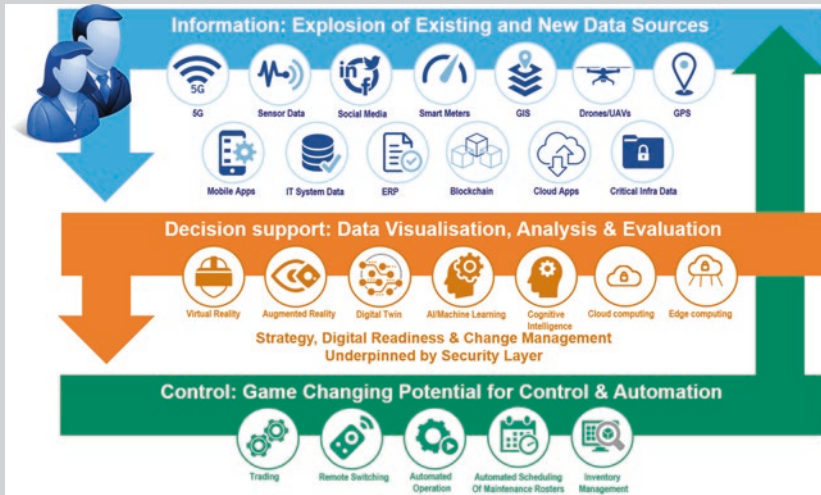 Information: Explosion of Existing and New Data Sources
5G
in
f
5G
Sensor Data
Social Media
Smart Meters
GIS
Drones/UAVs
GPS
Mobile Apps
IT System Data
ERP
Blockchain
Cloud Apps
Critical Infra Data
Decision support: Data Visualisation, Analysis & Evaluation
Virtual Reality
Augmented Reality
Digital Twin
AI/Machine Learning
Cognitive
Intelligence
Cloud computing
Edge computing
Strategy, Digital Readiness & Change Management
Underpinned by Security Layer
Control: Game Changing Potential for Control & Automation
Trading
Remote Switching
Automated
Operation
Automated Scheduling
Of Maintenance Rosters
Inventory
Management